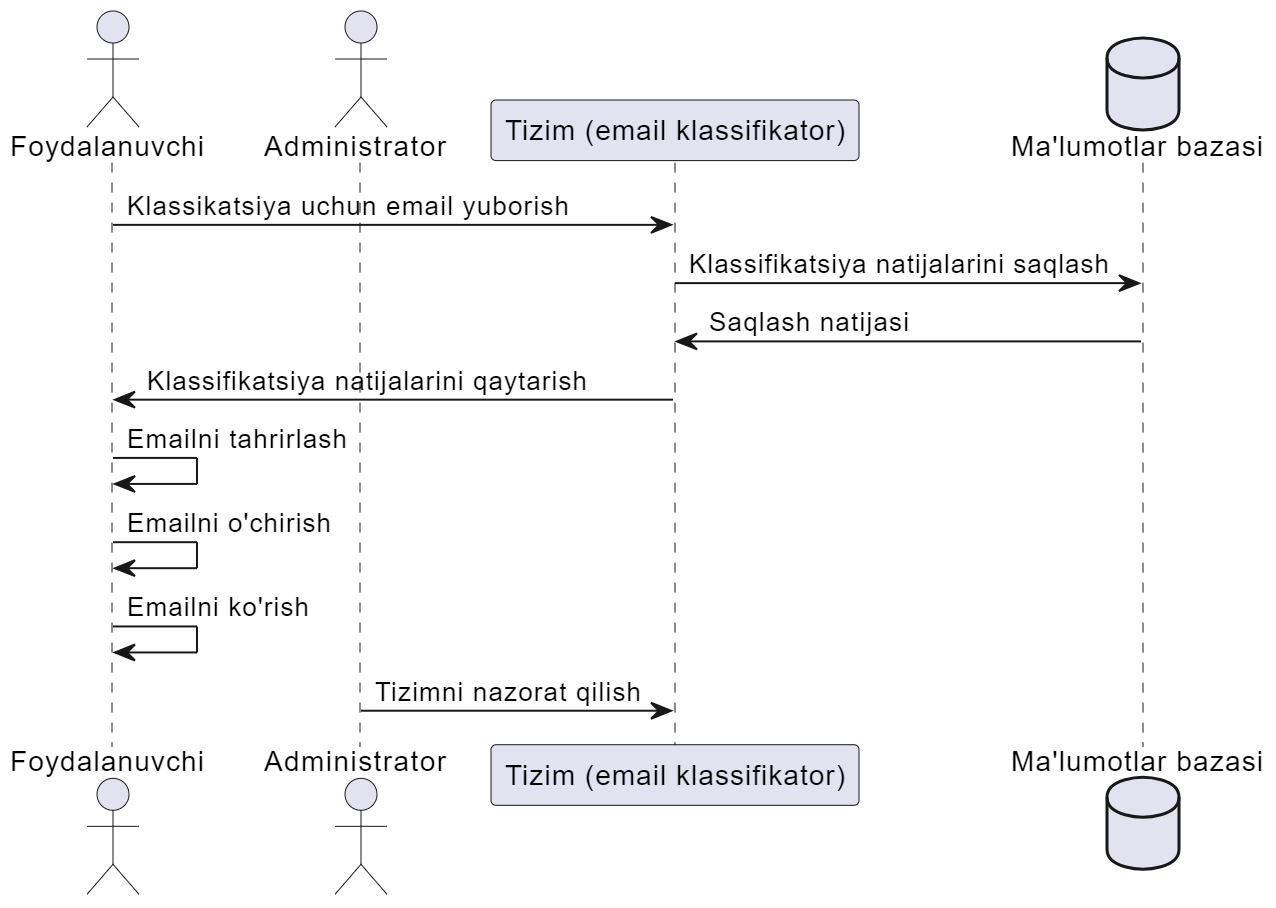 Foydalanuvchi
Administrator
Tizim (email klassifikator)
Ma'lumotlar bazasi
Klassikatsiya uchun email yuborish
Klassifikatsiya natijalarini saqlash
Saqlash natijasi
Klassifikatsiya natijalarini qaytarish
Emailni tahrirlash
Emailni o'chirish
Emailni ko'rish
Tizimni nazorat qilish
Foydalanuvchi
Administrator
Tizim (email klassifikator)
Ma'lumotlar bazasi